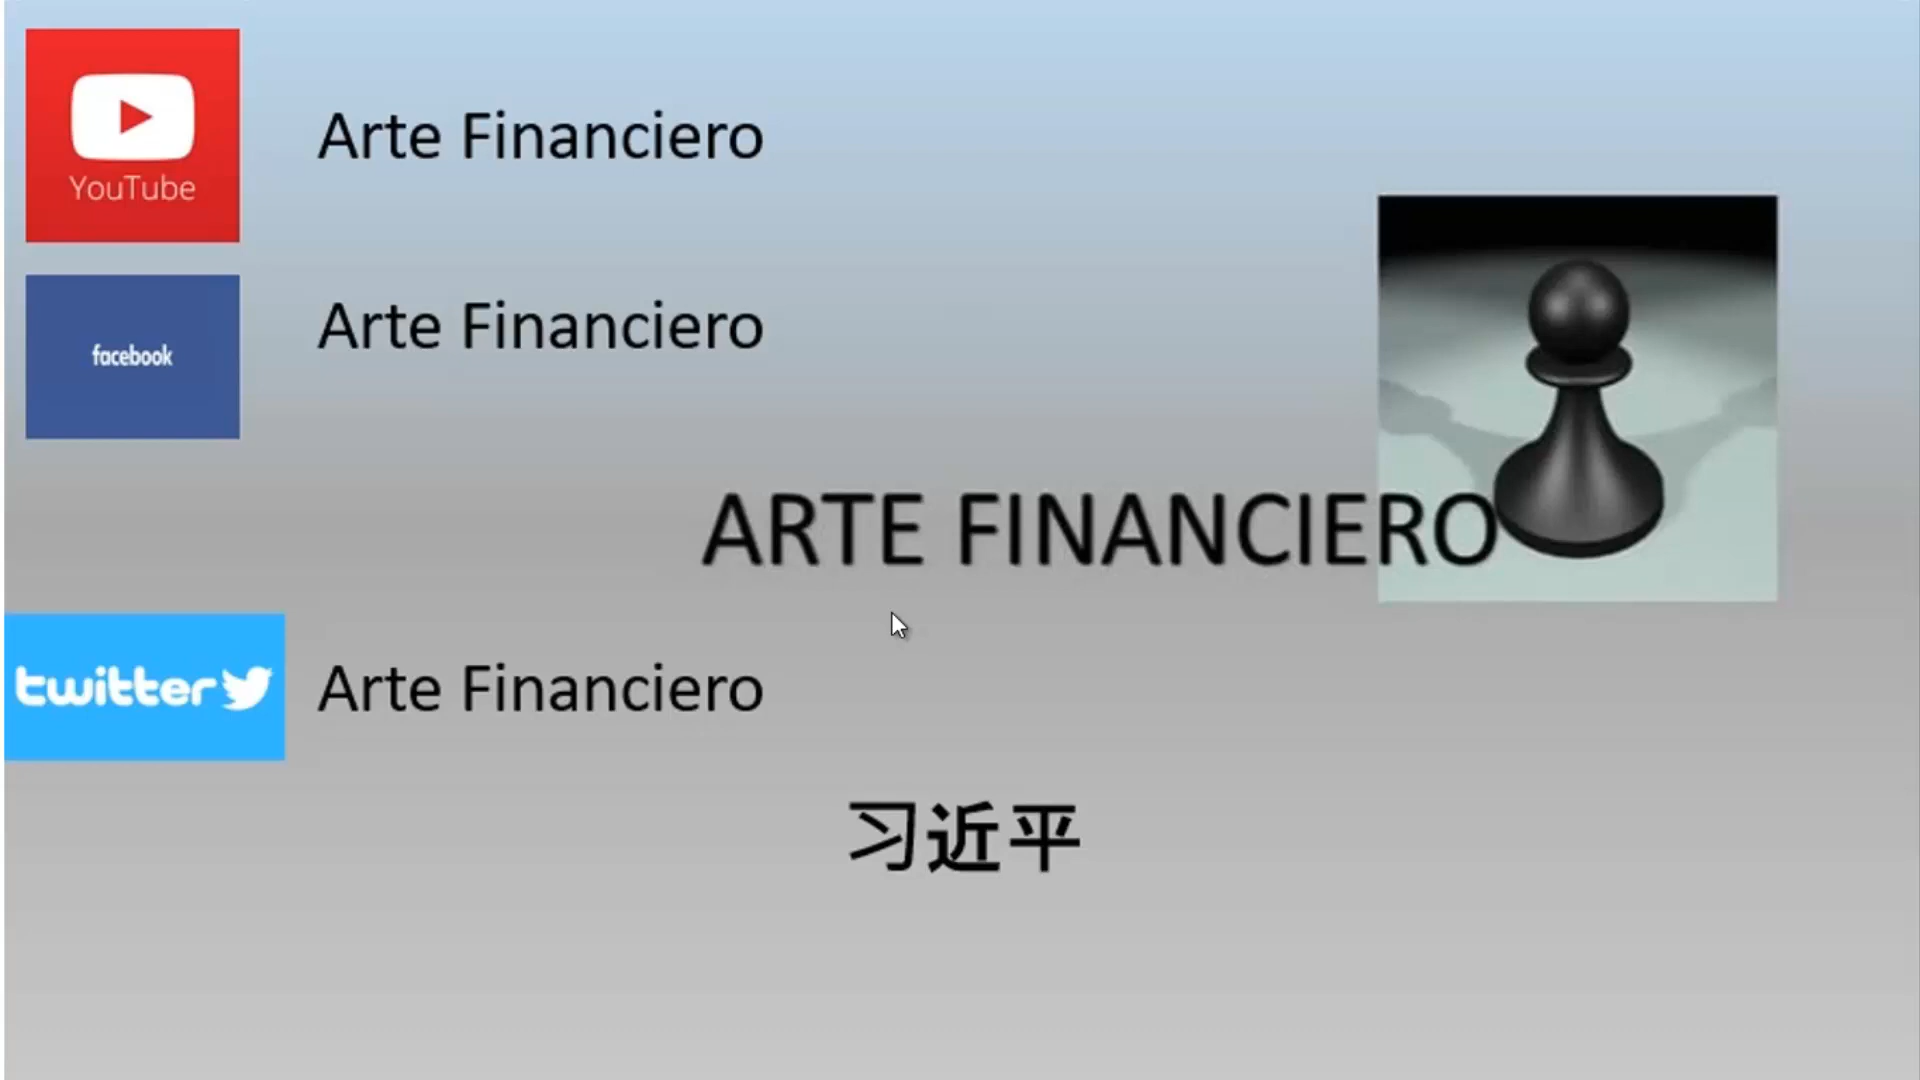 YouTube
Arte Financiero
facebook
Arte Financiero
ARTE FINANCIERO
twitter
Arte Financiero
习近平